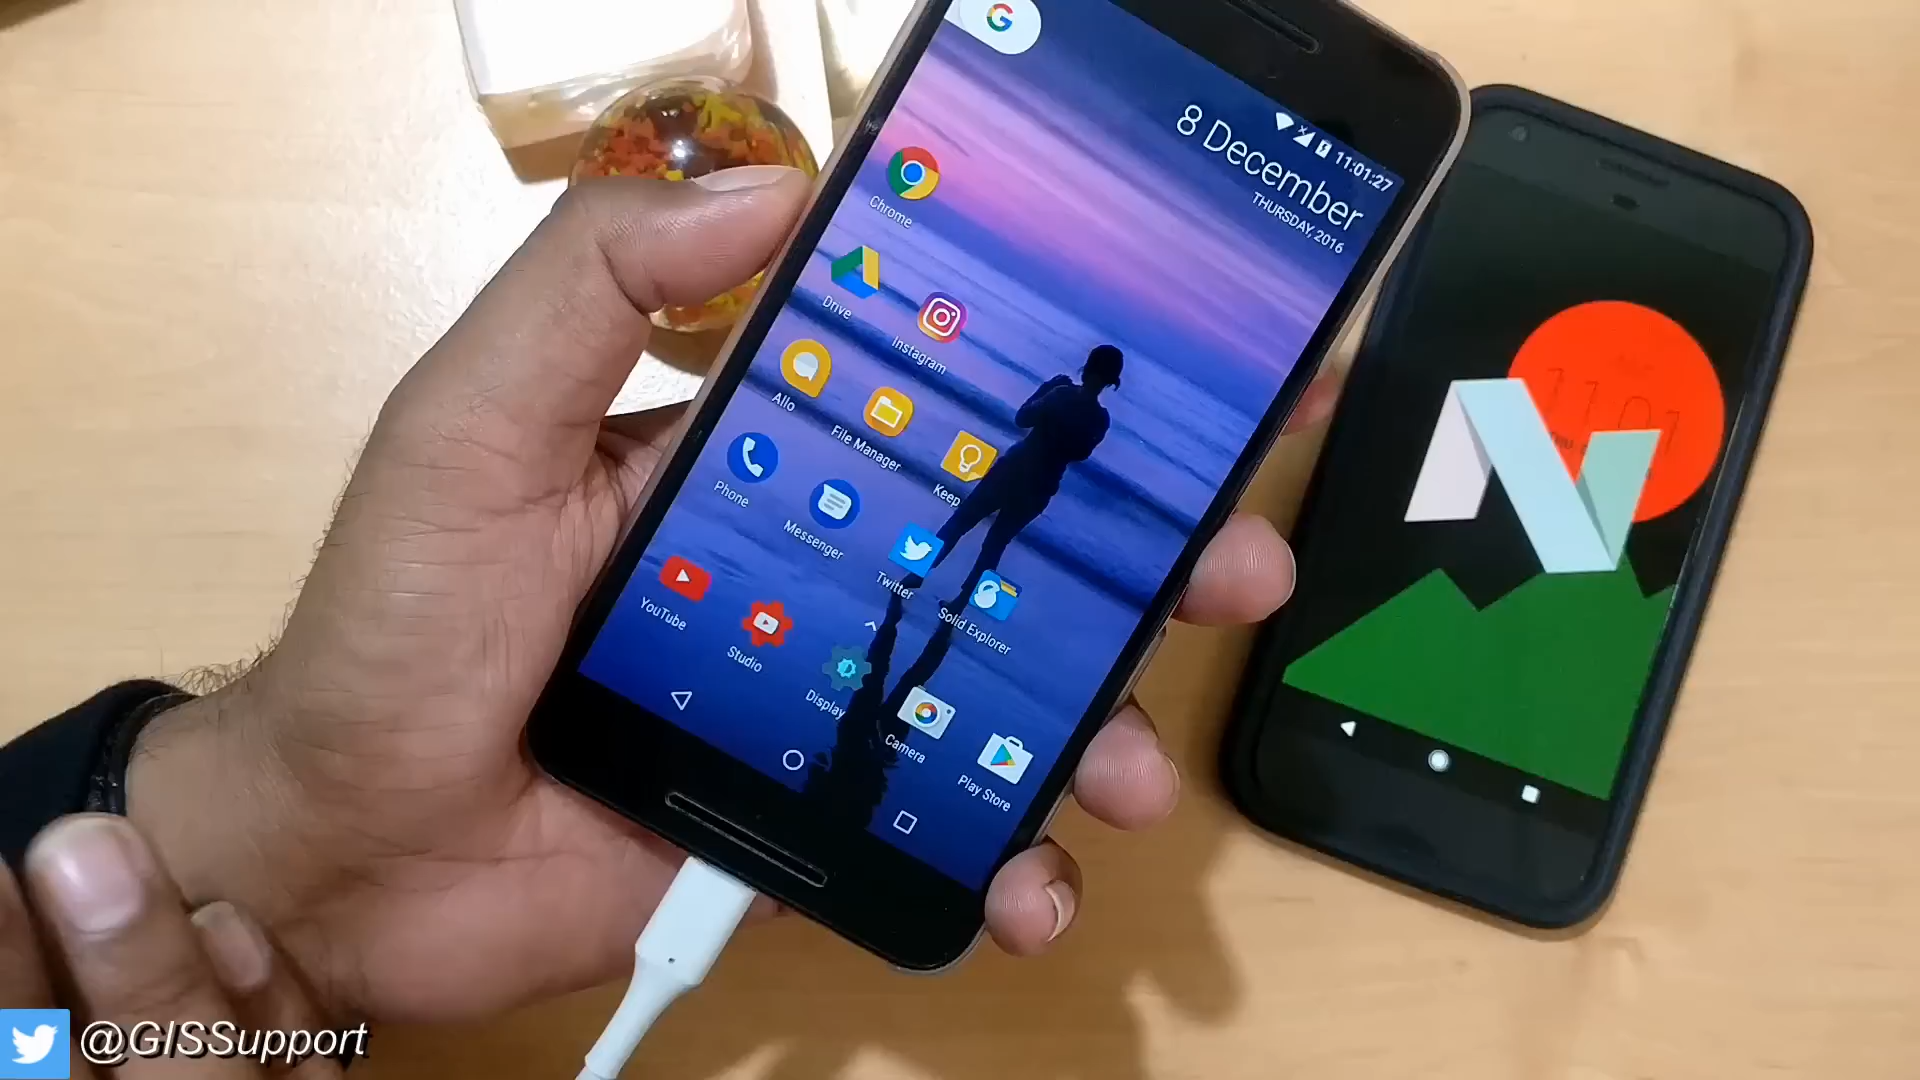 11:01:27
8 December
THURSDAY, 2016
Chrome
Drive
Instagram
Allo
File Manager
Keep
Phone
Messenger
Twitter
Solid Explorer
YouTube
Studio
Display
Camera
Play Store
@GISSupport